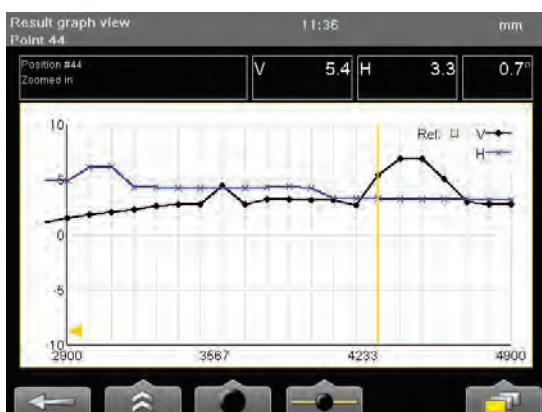 Result graph view 11:36 mm
Point 44
Position #44
Zoomed in
V 5.4 H 3.3 0.7°
10
Ref: V
H
5
0
-5
-10
2900 3567 4233 4900